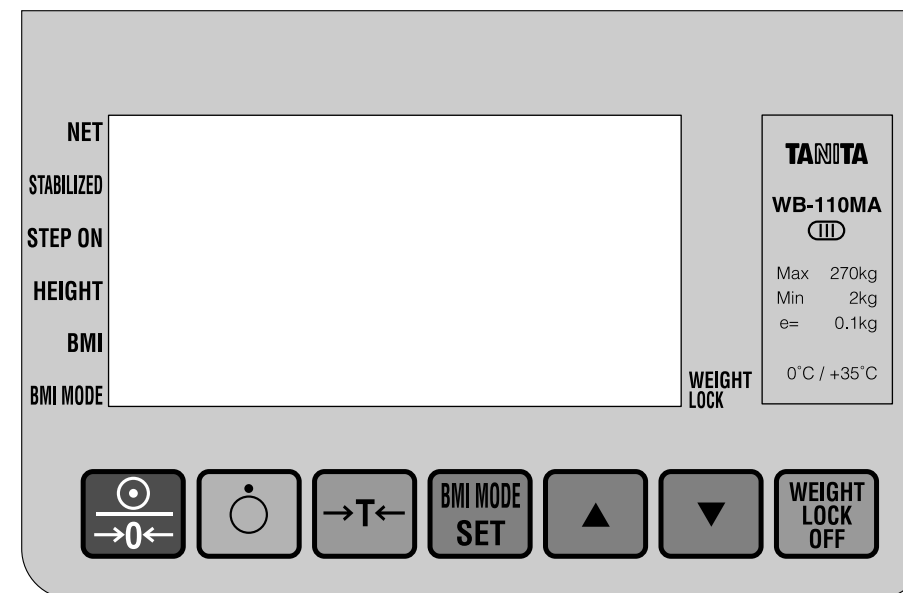 NET
STABILIZED
STEP ON
HEIGHT
BMI
BMI MODE
WEIGHT
LOCK
TANITA
WB-110MA
III
Max 270kg
Min 2kg
e= 0.1kg
0°C / +35°C
→0←
→T←
BMI MODE
SET
▲
▼
WEIGHT
LOCK
OFF